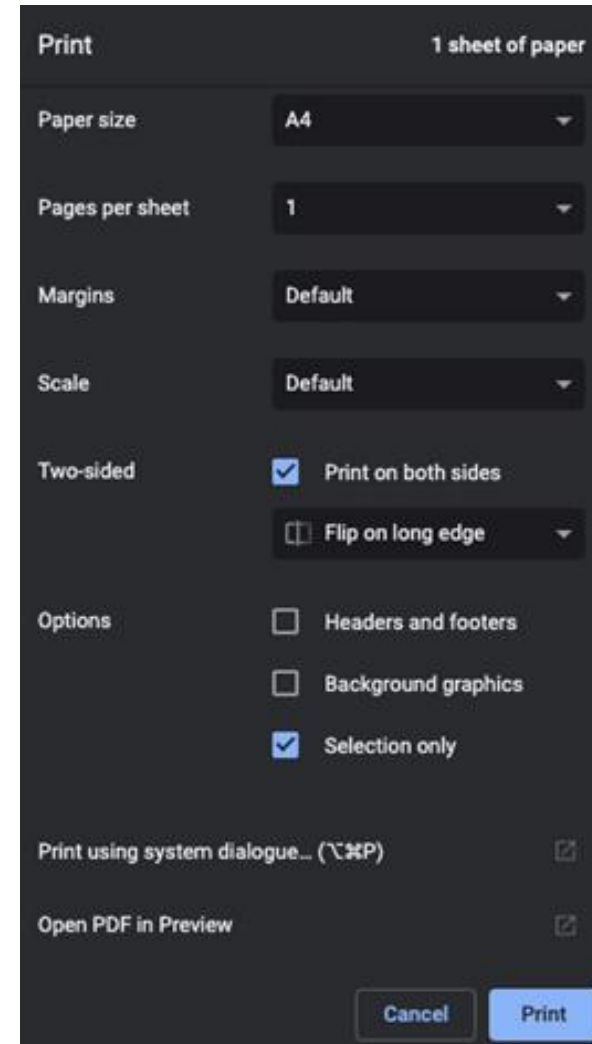 Print 1 sheet of paper
Paper size A4
Pages per sheet 1
Margins Default
Scale Default
Two-sided Print on both sides
Flip on long edge
Options Headers and footers
Background graphics
Selection only
Print using system dialogue... (⌥⌘P)
Open PDF in Preview
Cancel Print